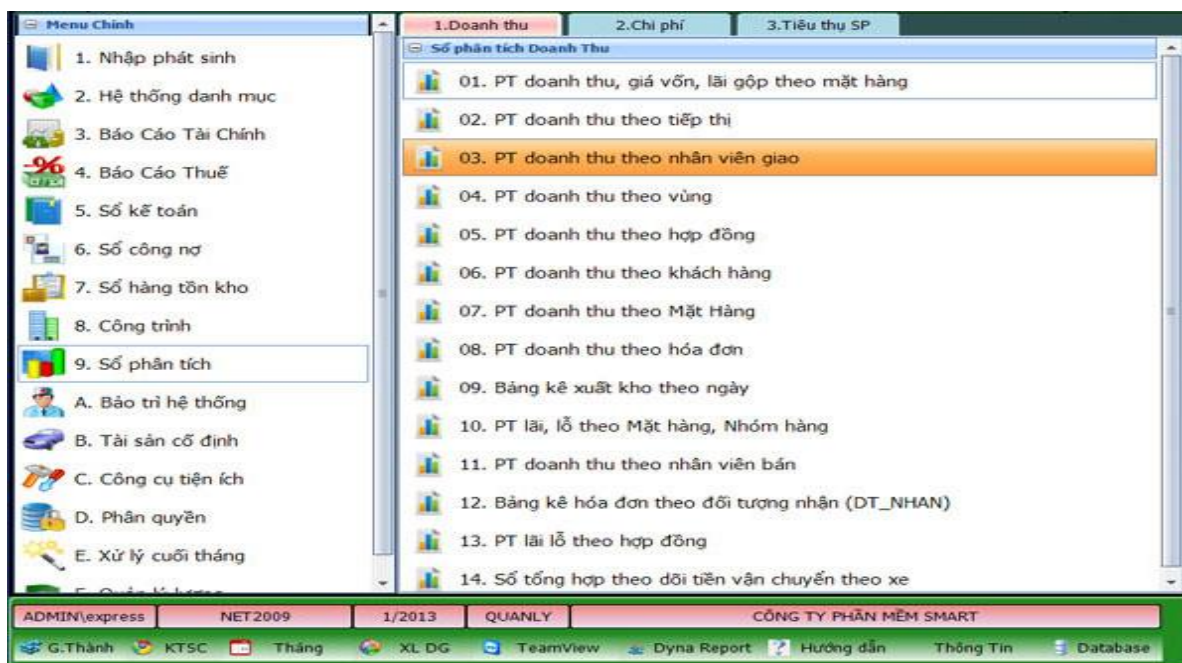 Menu Chính
1. Nhập phát sinh
2. Hệ thống danh mục
3. Báo Cáo Tài Chính
4. Báo Cáo Thuế
5. Sổ kế toán
6. Sổ công nợ
7. Sổ hàng tồn kho
8. Công trình
9. Sổ phân tích
A. Bảo trì hệ thống
B. Tài sản cố định
C. Công cụ tiện ích
D. Phân quyền
E. Xử lý cuối tháng
1.Doanh thu 2.Chi phí 3.Tiêu thụ SP
Sổ phân tích Doanh Thu
01. PT doanh thu, giá vốn, lãi gộp theo mặt hàng
02. PT doanh thu theo tiếp thị
03. PT doanh thu theo nhân viên giao
04. PT doanh thu theo vùng
05. PT doanh thu theo hợp đồng
06. PT doanh thu theo khách hàng
07. PT doanh thu theo Mặt Hàng
08. PT doanh thu theo hóa đơn
09. Bảng kê xuất kho theo ngày
10. PT lãi, lỗ theo Mặt hàng, Nhóm hàng
11. PT doanh thu theo nhân viên bán
12. Bảng kê hóa đơn theo đối tượng nhận (DT_NHAN)
13. PT lãi lỗ theo hợp đồng
14. Sổ tổng hợp theo dõi tiền vận chuyển theo xe
ADMIN\express NET2009 1/2013 QUANLY CÔNG TY PHẦN MỀM SMART
G.Thành KTSC Tháng XL DG TeamView Dyna Report Hướng dẫn Thông Tin Database